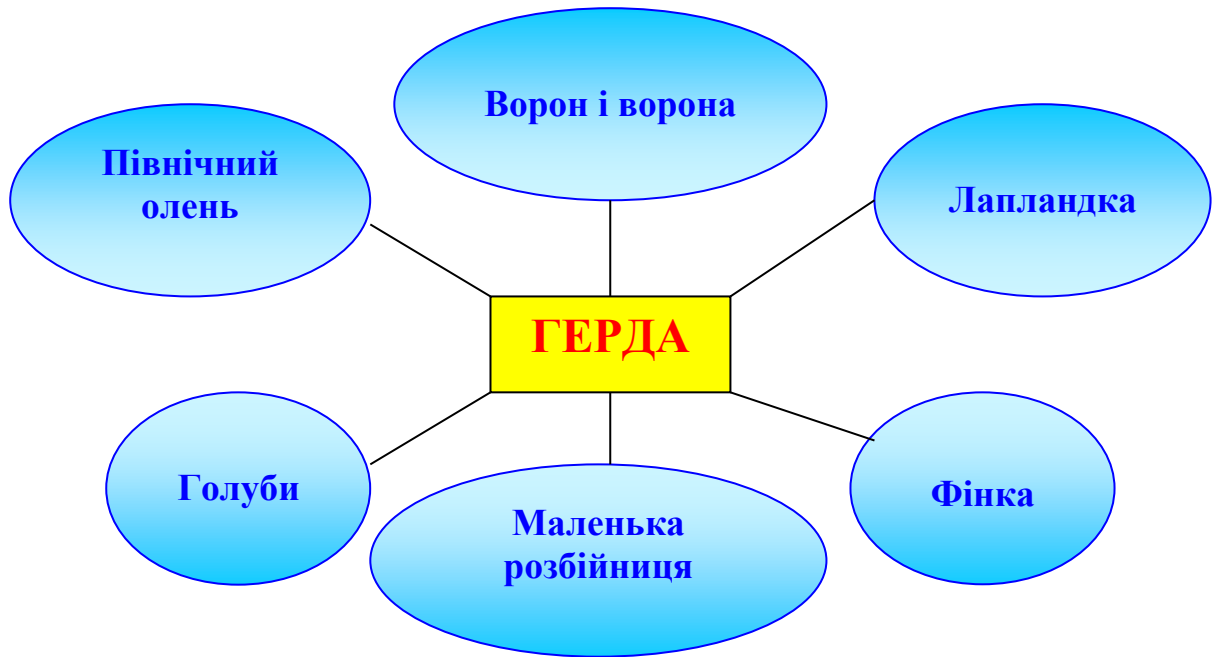 Ворон і ворона
Північний
олень
Лапландка
ГЕРДА
Голуби
Фінка
Маленька
розбійниця